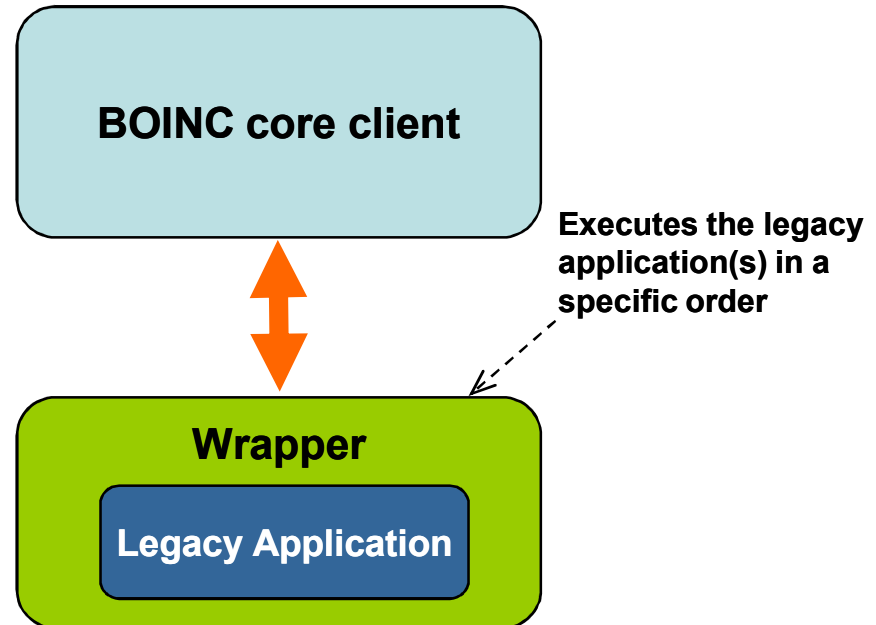 BOINC core client
Executes the legacy
application(s) in a
specific order
Wrapper
Legacy Application